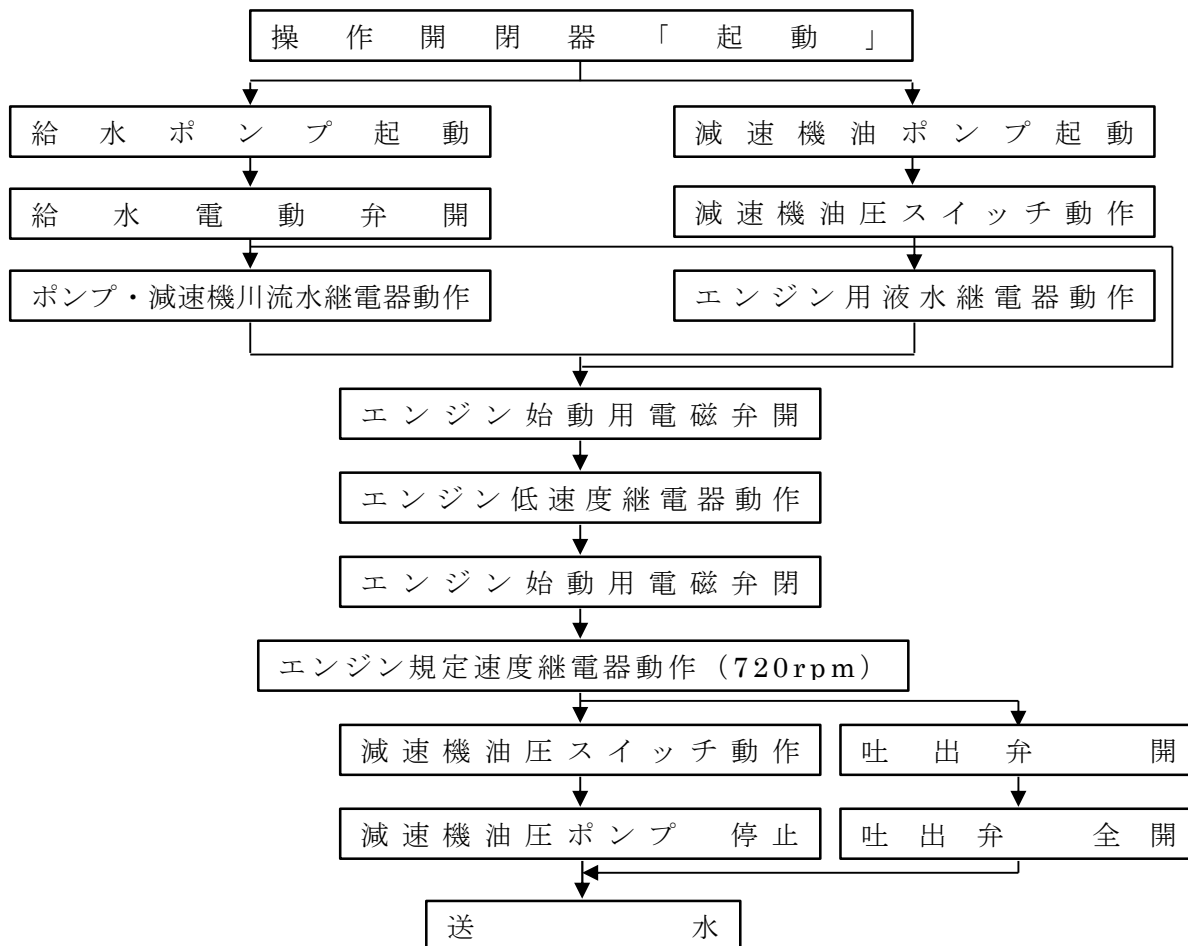 操作開閉器「起動」
給水ポンプ起動
減速機油ポンプ起動
給水電動弁開
減速機油圧スイッチ動作
ポンプ・減速機川流水継電器動作
エンジン用液水継電器動作
エンジン始動用電磁弁開
エンジン低速度継電器動作
エンジン始動用電磁弁閉
エンジン規定速度継電器動作（720rpm）
減速機油圧スイッチ動作
吐出弁　開
減速機油圧ポンプ　停止
吐出弁　全開
送水